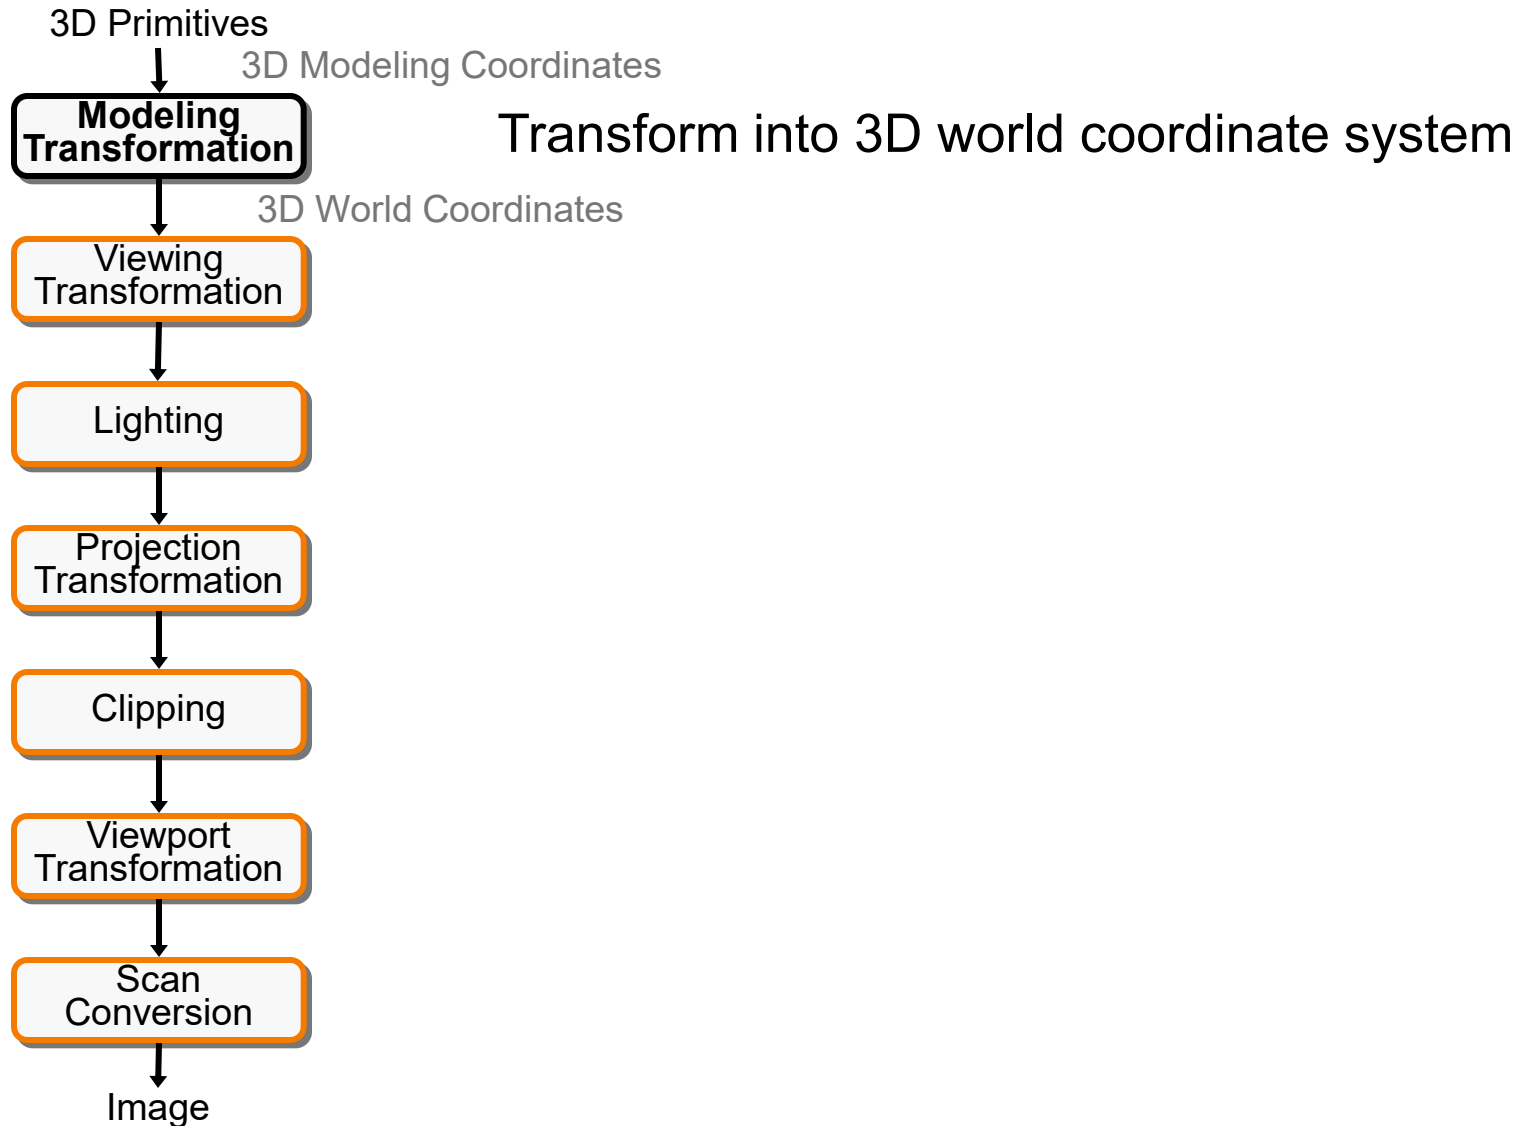 3D Primitives
3D Modeling Coordinates
Modeling
Transformation
Transform into 3D world coordinate system
3D World Coordinates
Viewing
Transformation
Lighting
Projection
Transformation
Clipping
Viewport
Transformation
Scan
Conversion
Image